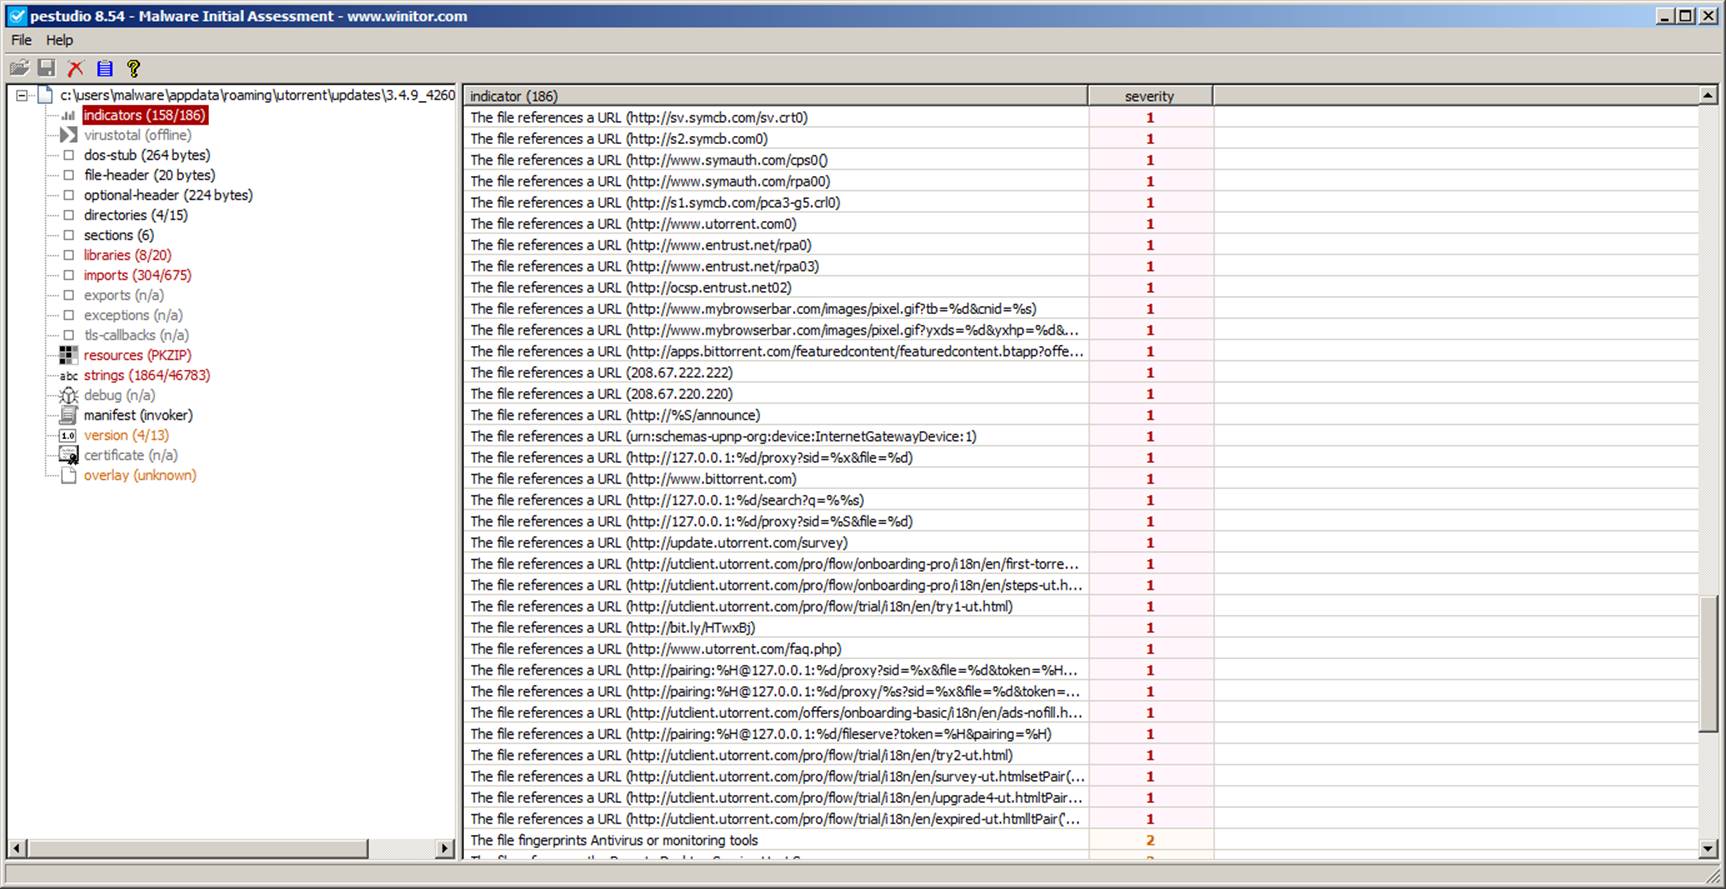 pestudio 8.54 - Malware Initial Assessment - www.winitor.com
File Help
c:\users\malware\appdata\roaming\utorrent\updates\3.4.9_4260
indicators (158/186)
virustotal (offline)
dos-stub (264 bytes)
file-header (20 bytes)
optional-header (224 bytes)
directories (4/15)
sections (6)
libraries (8/20)
imports (304/675)
exports (n/a)
exceptions (n/a)
tls-callbacks (n/a)
resources (PKZIP)
abc strings (1864/46783)
debug (n/a)
manifest (invoker)
1.0 version (4/13)
certificate (n/a)
overlay (unknown)
indicator (186) severity
The file references a URL (http://sv.symcb.com/sv.crt0) 1
The file references a URL (http://s2.symcb.com0) 1
The file references a URL (http://www.symauth.com/cps0() 1
The file references a URL (http://www.symauth.com/rpa00) 1
The file references a URL (http://s1.symcb.com/pca3-g5.crl0) 1
The file references a URL (http://www.utorrent.com0) 1
The file references a URL (http://www.entrust.net/rpa0) 1
The file references a URL (http://www.entrust.net/rpa03) 1
The file references a URL (http://ocsp.entrust.net02) 1
The file references a URL (http://www.mybrowserbar.com/images/pixel.gif?tb=%d&cnid=%s) 1
The file references a URL (http://www.mybrowserbar.com/images/pixel.gif?yxds=%d&yxhp=%d&... 1
The file references a URL (http://apps.bittorrent.com/featuredcontent/featuredcontent.btapp?offe... 1
The file references a URL (208.67.222.222) 1
The file references a URL (208.67.220.220) 1
The file references a URL (http://%S/announce) 1
The file references a URL (urn:schemas-upnp-org:device:InternetGatewayDevice:1) 1
The file references a URL (http://127.0.0.1:%d/proxy?sid=%x&file=%d) 1
The file references a URL (http://www.bittorrent.com) 1
The file references a URL (http://127.0.0.1:%d/search?q=%%s) 1
The file references a URL (http://127.0.0.1:%d/proxy?sid=%S&file=%d) 1
The file references a URL (http://update.utorrent.com/survey) 1
The file references a URL (http://utclient.utorrent.com/pro/flow/onboarding-pro/i18n/en/first-torre... 1
The file references a URL (http://utclient.utorrent.com/pro/flow/onboarding-pro/i18n/en/steps-ut.h... 1
The file references a URL (http://utclient.utorrent.com/pro/flow/trial/i18n/en/try1-ut.html) 1
The file references a URL (http://bit.ly/HTwxBj) 1
The file references a URL (http://www.utorrent.com/faq.php) 1
The file references a URL (http://pairing:%H@127.0.0.1:%d/proxy?sid=%x&file=%d&token=%H... 1
The file references a URL (http://pairing:%H@127.0.0.1:%d/proxy/%s?sid=%x&file=%d&token=... 1
The file references a URL (http://utclient.utorrent.com/offers/onboarding-basic/i18n/en/ads-nofill.h... 1
The file references a URL (http://pairing:%H@127.0.0.1:%d/fileserve?token=%H&pairing=%H) 1
The file references a URL (http://utclient.utorrent.com/pro/flow/trial/i18n/en/try2-ut.html) 1
The file references a URL (http://utclient.utorrent.com/pro/flow/trial/i18n/en/survey-ut.htmlsetPair(... 1
The file references a URL (http://utclient.utorrent.com/pro/flow/trial/i18n/en/upgrade4-ut.htmltPair... 1
The file references a URL (http://utclient.utorrent.com/pro/flow/trial/i18n/en/expired-ut.htmlltPair('... 1
The file fingerprints Antivirus or monitoring tools 2